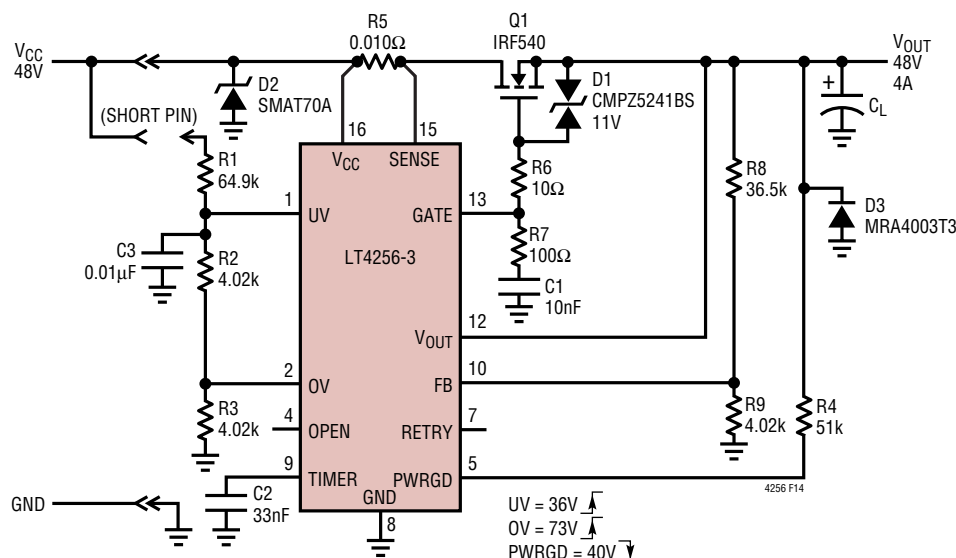 R5
0.010Ω
Q1
IRF540
VCC
48V
VOUT
48V
4A
D2
SMAT70A
D1
CMPZ5241BS
11V
+
CL
(SHORT PIN)
16
15
VCC
SENSE
R1
64.9k
R6
10Ω
R8
36.5k
1
UV
GATE
13
D3
MRA4003T3
C3
0.01µF
R2
4.02k
LT4256-3
R7
100Ω
C1
10nF
12
VOUT
2
OV
10
FB
R3
4.02k
4
OPEN
RETRY
7
R9
4.02k
R4
51k
9
TIMER
PWRGD
5
4256 F14
GND
GND
C2
33nF
8
UV = 36V
OV = 73V
PWRGD = 40V